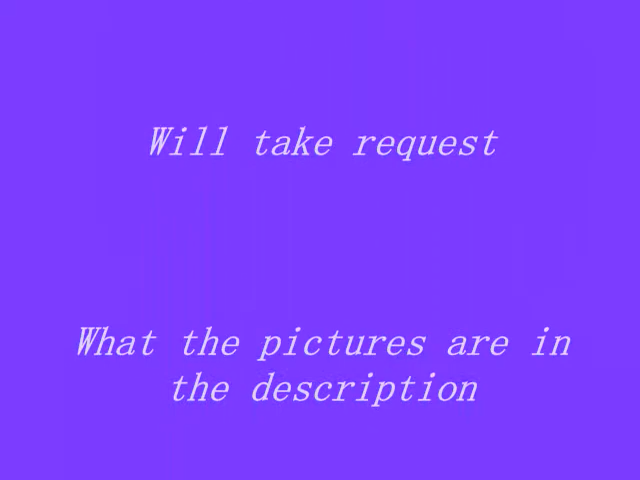 Will take request
What the pictures are in
the description